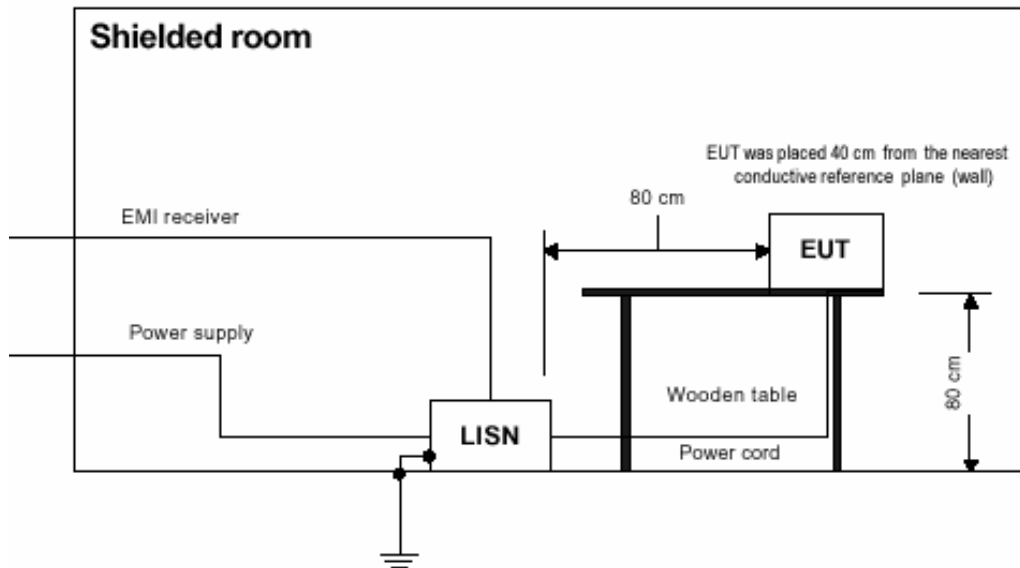 Shielded room
EUT was placed 40 cm from the nearest
conductive reference plane (wall)
80 cm
EMI receiver
EUT
Power supply
80 cm
Wooden table
LISN
Power cord